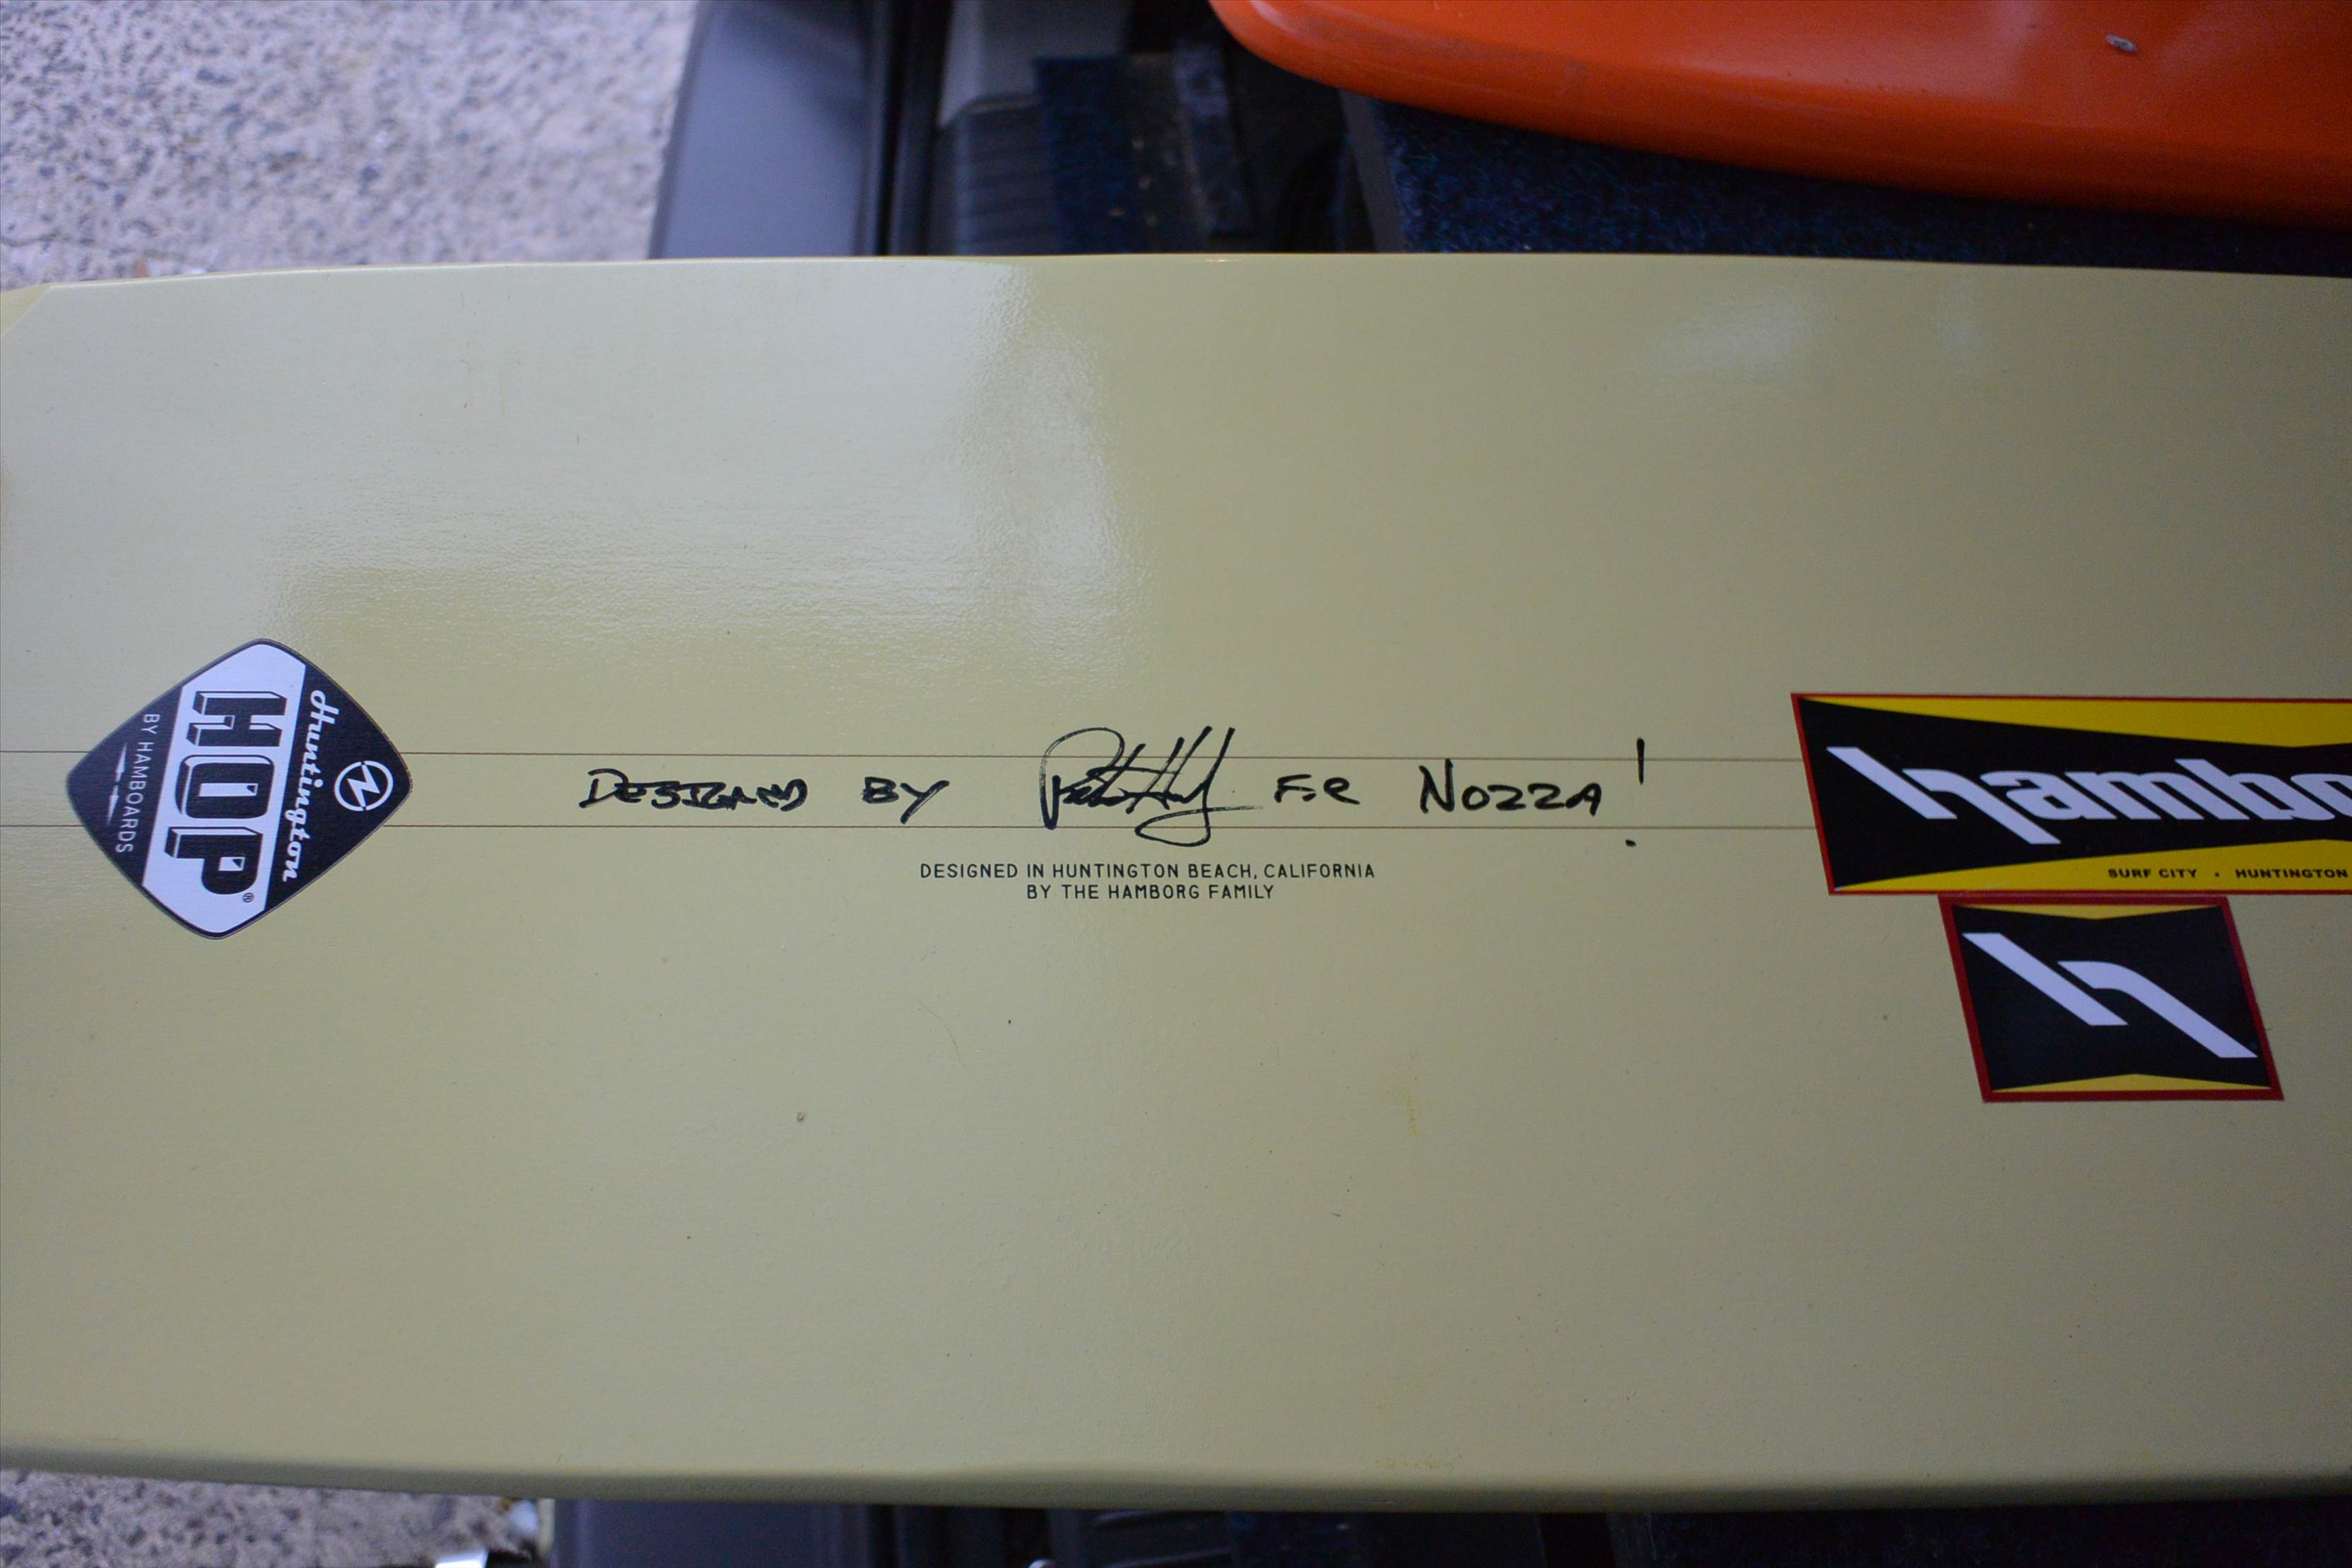 Huntington
HOP®
BY HAMBOARDS
DESIGNED BY FOR NOZZA!
DESIGNED IN HUNTINGTON BEACH, CALIFORNIA
BY THE HAMBORG FAMILY
hambo
SURF CITY • HUNTINGTON
h